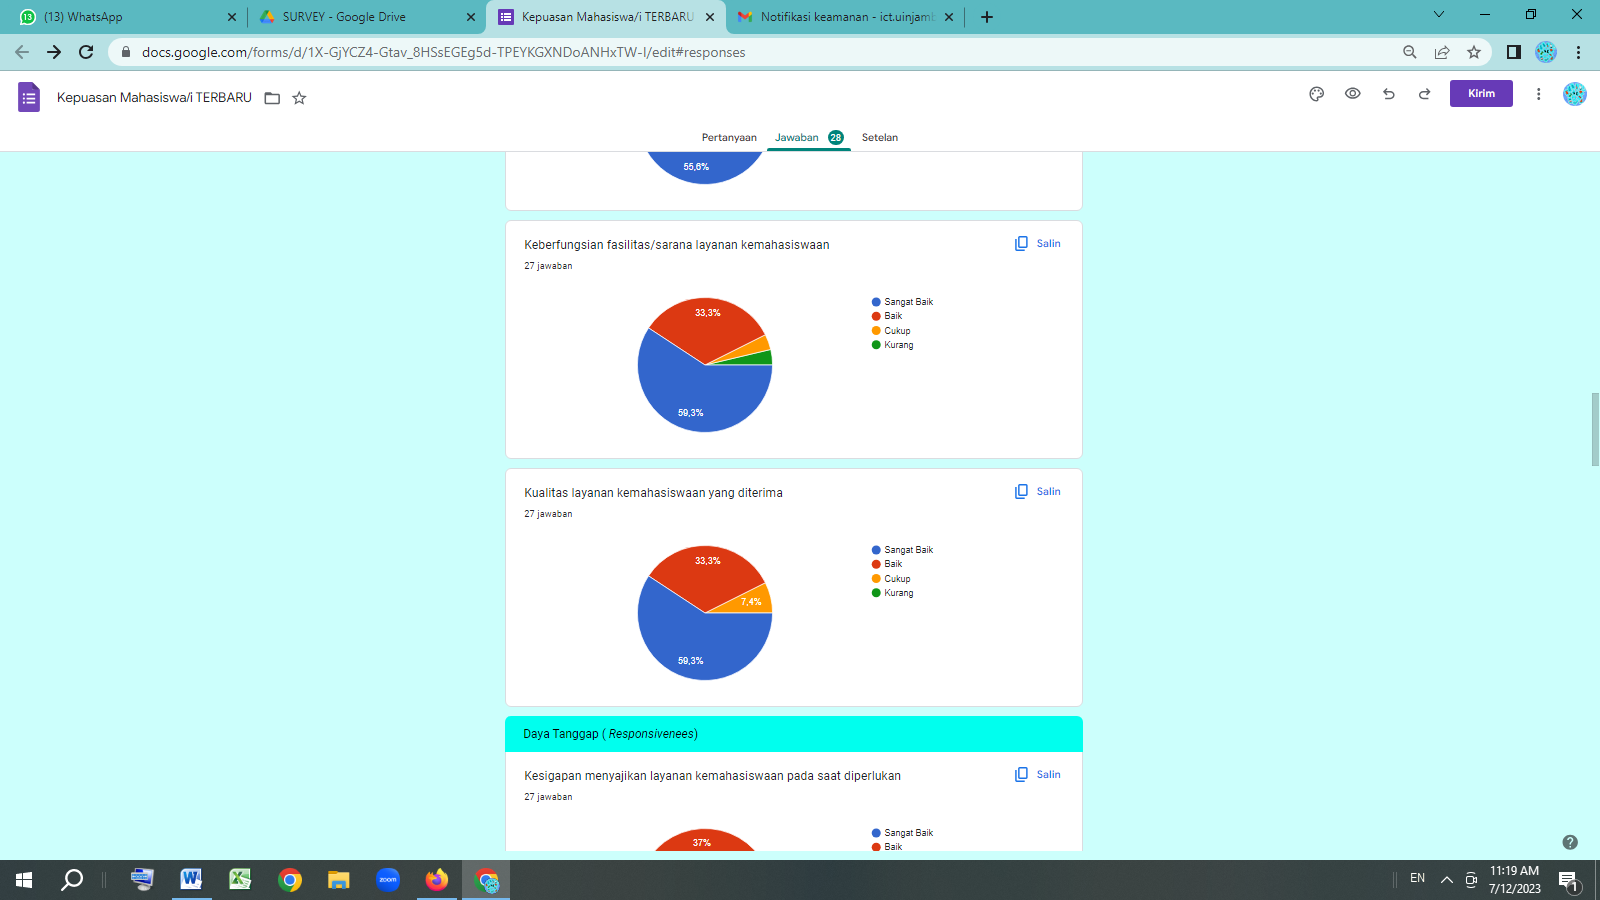 (13) WhatsApp
SURVEY - Google Drive
Kepuasan Mahasiswa/i TERBARU
Notifikasi keamanan - ict.uinjamb
docs.google.com/forms/d/1X-GjYCZ4-Gtav_8HSsEGEg5d-TPEYKGXNDoANHxTW-I/edit#responses
Kepuasan Mahasiswa/i TERBARU
Kirim
Pertanyaan
Jawaban 28
Setelan
55,6%
Keberfungsian fasilitas/sarana layanan kemahasiswaan
Salin
27 jawaban
Sangat Baik
Baik
Cukup
Kurang
33,3%
59,3%
Kualitas layanan kemahasiswaan yang diterima
Salin
27 jawaban
Sangat Baik
Baik
Cukup
Kurang
33,3%
7,4%
59,3%
Daya Tanggap ( Responsivenees)
Kesigapan menyajikan layanan kemahasiswaan pada saat diperlukan
Salin
27 jawaban
Sangat Baik
Baik
37%
zoom
EN
11:19 AM
7/12/2023
1